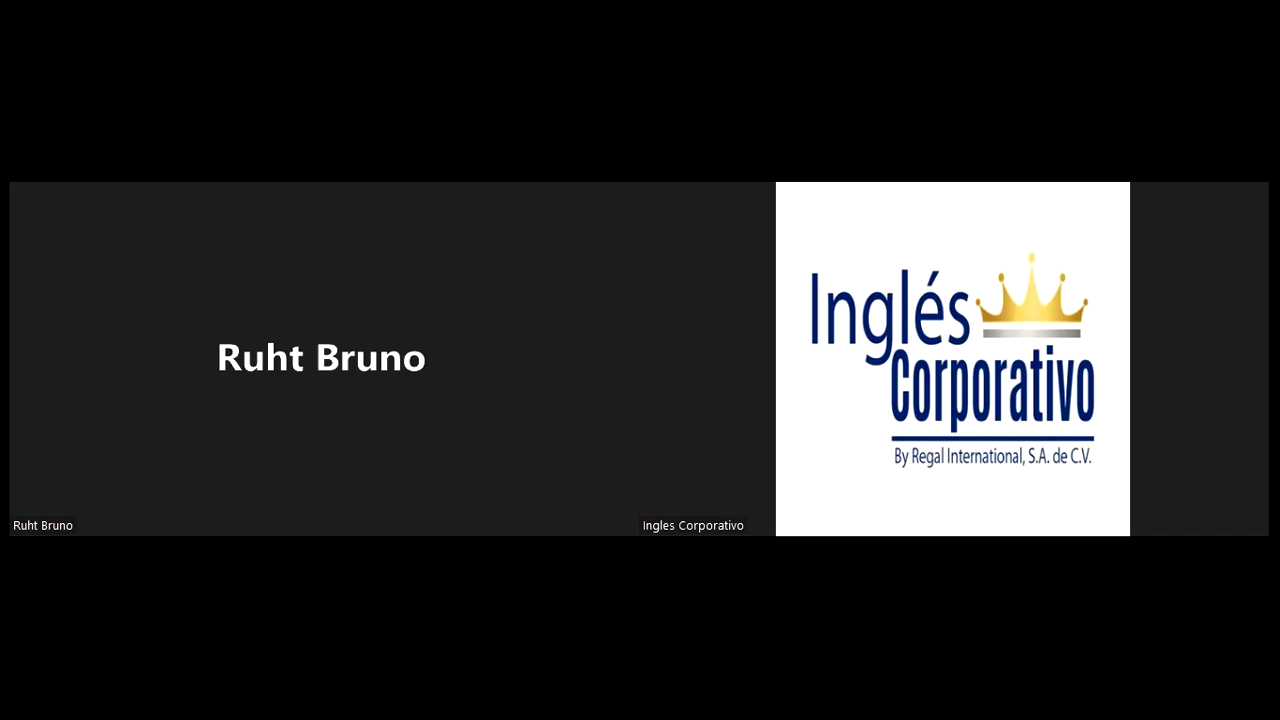 Ruht Bruno
Ruht Bruno
Ingles Corporativo
Inglés
Corporativo
By Regal International, S.A. de C.V.